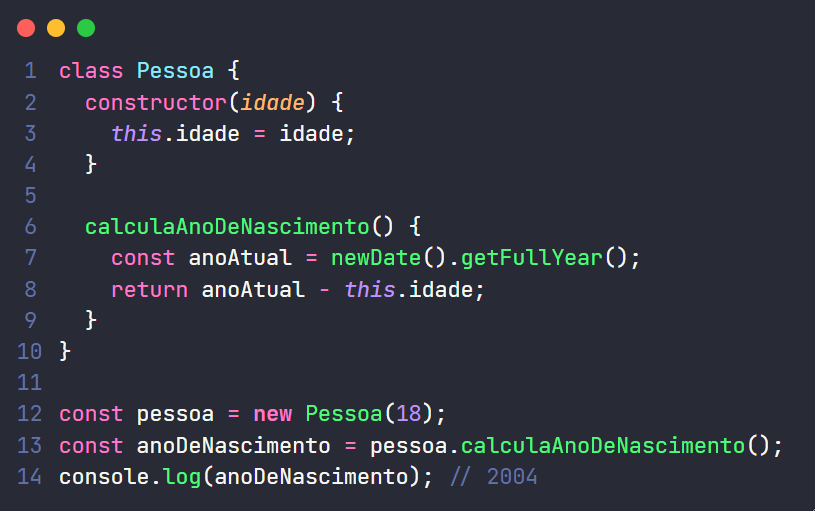 1 class Pessoa {
2   constructor(idade) {
3     this.idade = idade;
4   }
5
6   calculaAnoDeNascimento() {
7     const anoAtual = newDate().getFullYear();
8     return anoAtual - this.idade;
9   }
10 }
11
12 const pessoa = new Pessoa(18);
13 const anoDeNascimento = pessoa.calculaAnoDeNascimento();
14 console.log(anoDeNascimento); // 2004